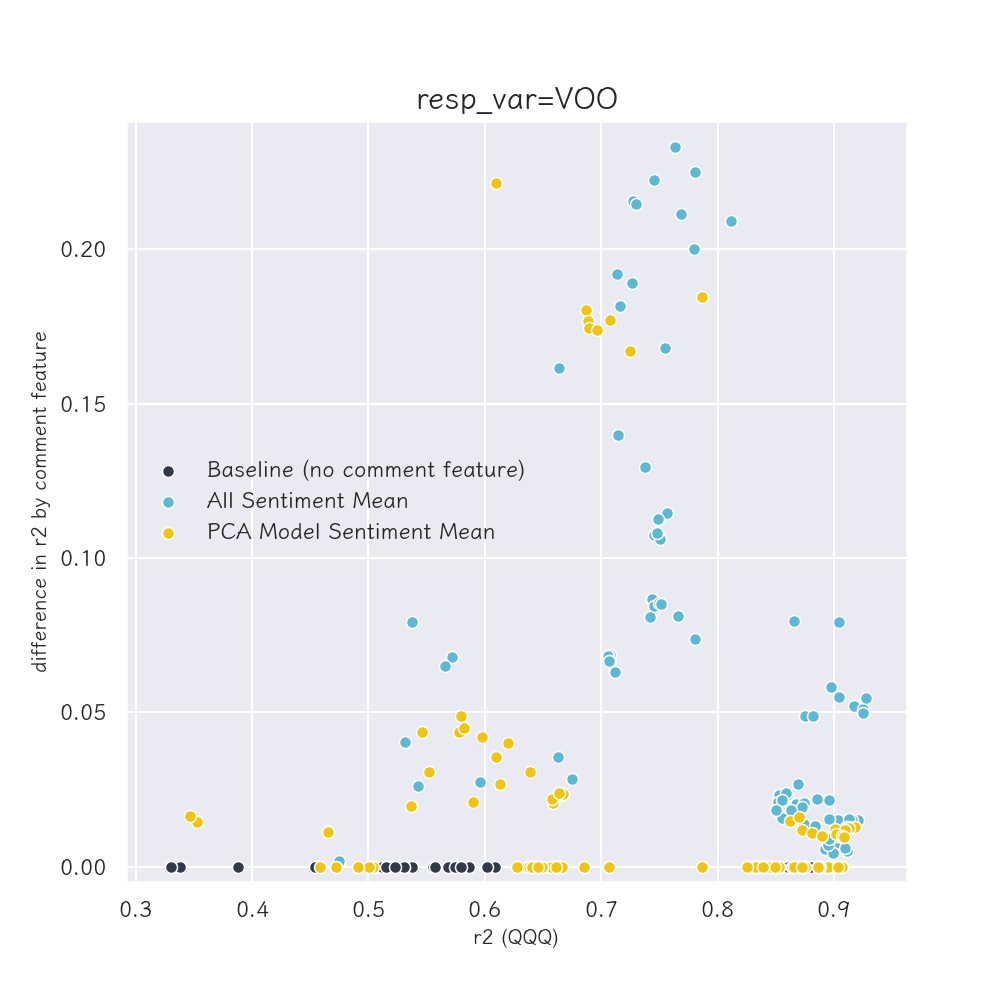 resp_var=VOO
difference in r2 by comment feature
0.20
0.15
0.10
0.05
0.00
Baseline (no comment feature)
All Sentiment Mean
PCA Model Sentiment Mean
0.3 0.4 0.5 0.6 0.7 0.8 0.9
r2 (QQQ)